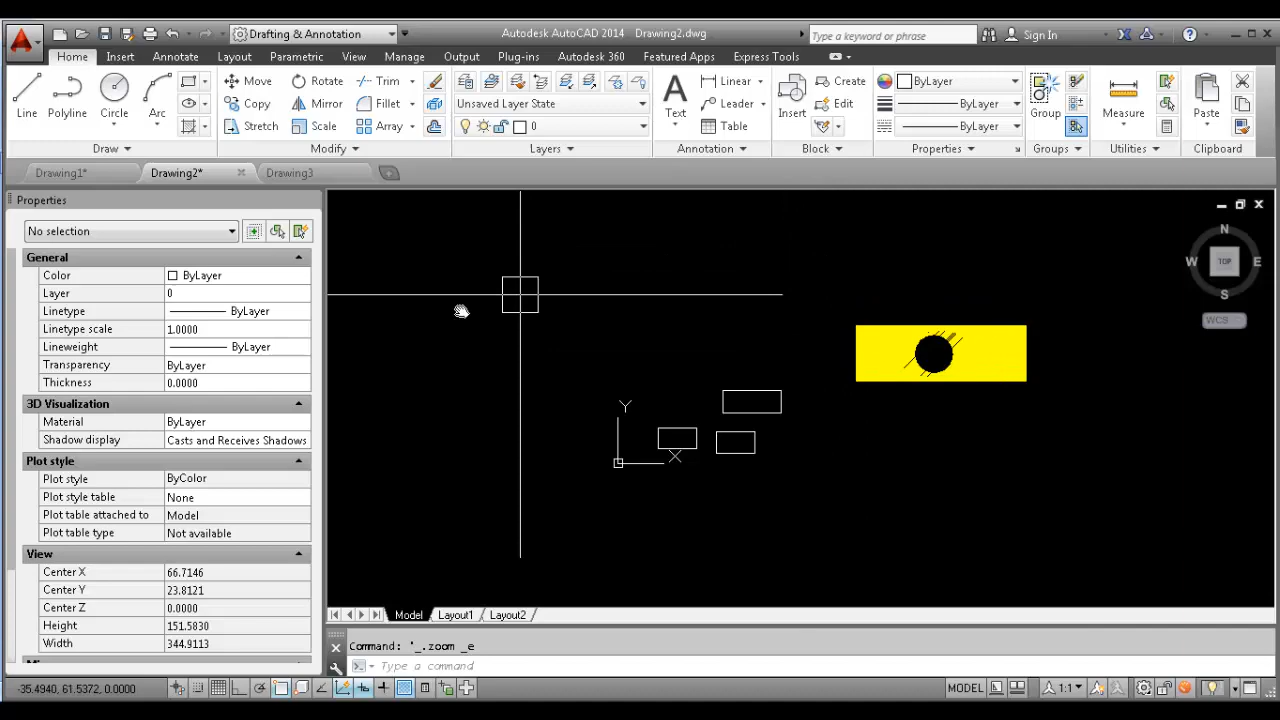 Drafting & Annotation
Autodesk AutoCAD 2014 Drawing2.dwg
Type a keyword or phrase
Sign In
Home Insert Annotate Layout Parametric View Manage Output Plug-ins Autodesk 360 Featured Apps Express Tools
Line Polyline Circle Arc
Move Rotate Trim
Copy Mirror Fillet
Stretch Scale Array
Unsaved Layer State
0
Text
Linear
Leader
Table
Insert
Create
Edit
ByLayer
ByLayer
ByLayer
Group
Measure
Paste
Draw Modify Layers Annotation Block Properties Groups Utilities Clipboard
Drawing1* Drawing2* Drawing3
Properties
No selection
General
Color ByLayer
Layer 0
Linetype ByLayer
Linetype scale 1.0000
Lineweight ByLayer
Transparency ByLayer
Thickness 0.0000
3D Visualization
Material ByLayer
Shadow display Casts and Receives Shadows
Plot style
Plot style ByColor
Plot style table None
Plot table attached to Model
Plot table type Not available
View
Center X 66.7146
Center Y 23.8121
Center Z 0.0000
Height 151.5830
Width 344.9113
N
W TOP E
S
WCS
Y
X
Model Layout1 Layout2
Command: '_.zoom _e
Type a command
-35.4940, 61.5372, 0.0000
MODEL
1:1